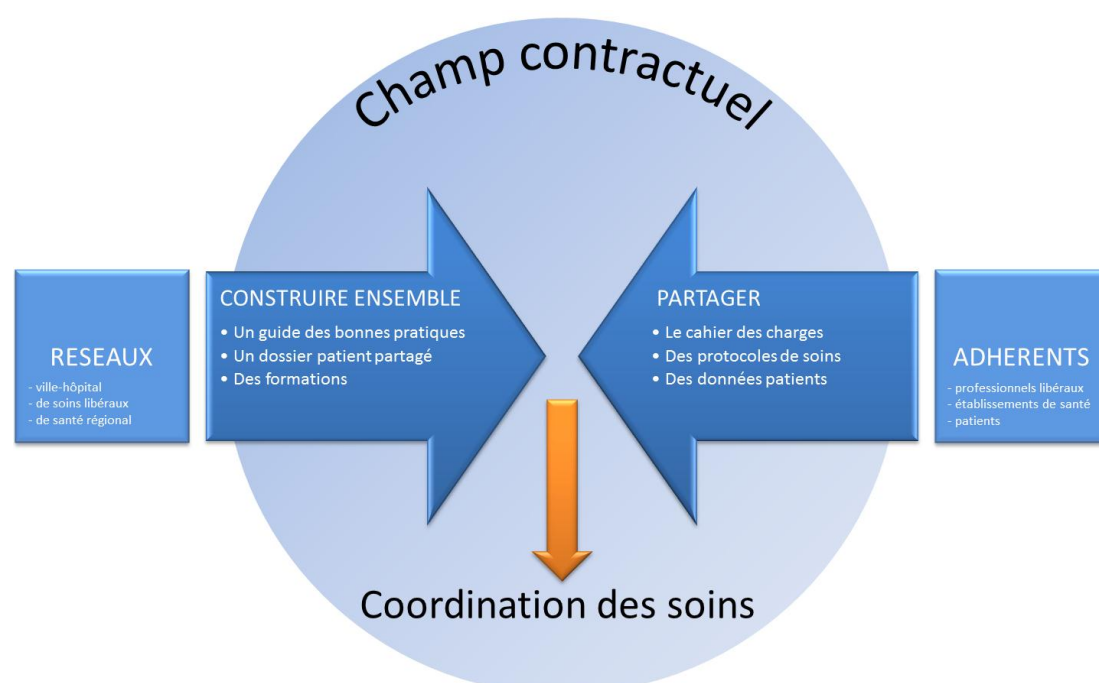 Champ contractuel
RESEAUX
- ville-hôpital
- de soins libéraux
- de santé régional
CONSTRUIRE ENSEMBLE
• Un guide des bonnes pratiques
• Un dossier patient partagé
• Des formations
PARTAGER
• Le cahier des charges
• Des protocoles de soins
• Des données patients
ADHERENTS
- professionnels libéraux
- établissements de santé
- patients
Coordination des soins